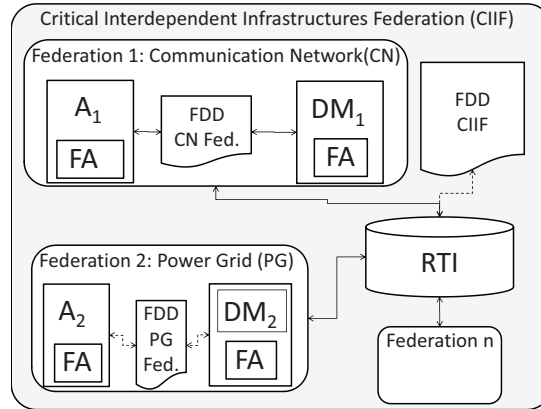 Critical Interdependent Infrastructures Federation (CIIF)
Federation 1: Communication Network(CN)
A1
FA
FDD
CN Fed.
DM1
FA
FDD
CIIF
RTI
Federation 2: Power Grid (PG)
A2
FA
FDD
PG
Fed.
DM2
FA
Federation n